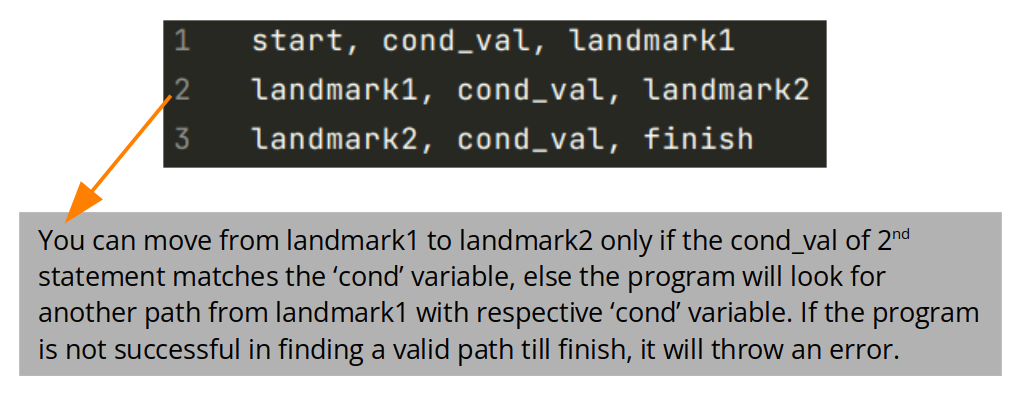 1 start, cond_val, landmark1
2 landmark1, cond_val, landmark2
3 landmark2, cond_val, finish
You can move from landmark1 to landmark2 only if the cond_val of 2nd
statement matches the ‘cond’ variable, else the program will look for
another path from landmark1 with respective ‘cond’ variable. If the program
is not successful in finding a valid path till finish, it will throw an error.